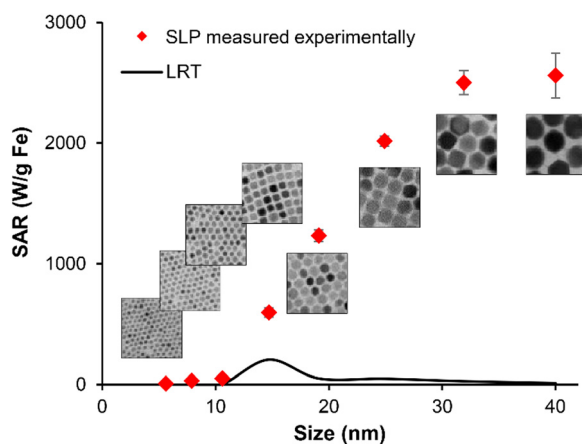 3000
SLP measured experimentally
LRT
2000
SAR (W/g Fe)
1000
0
0 10 20 30 40
Size (nm)